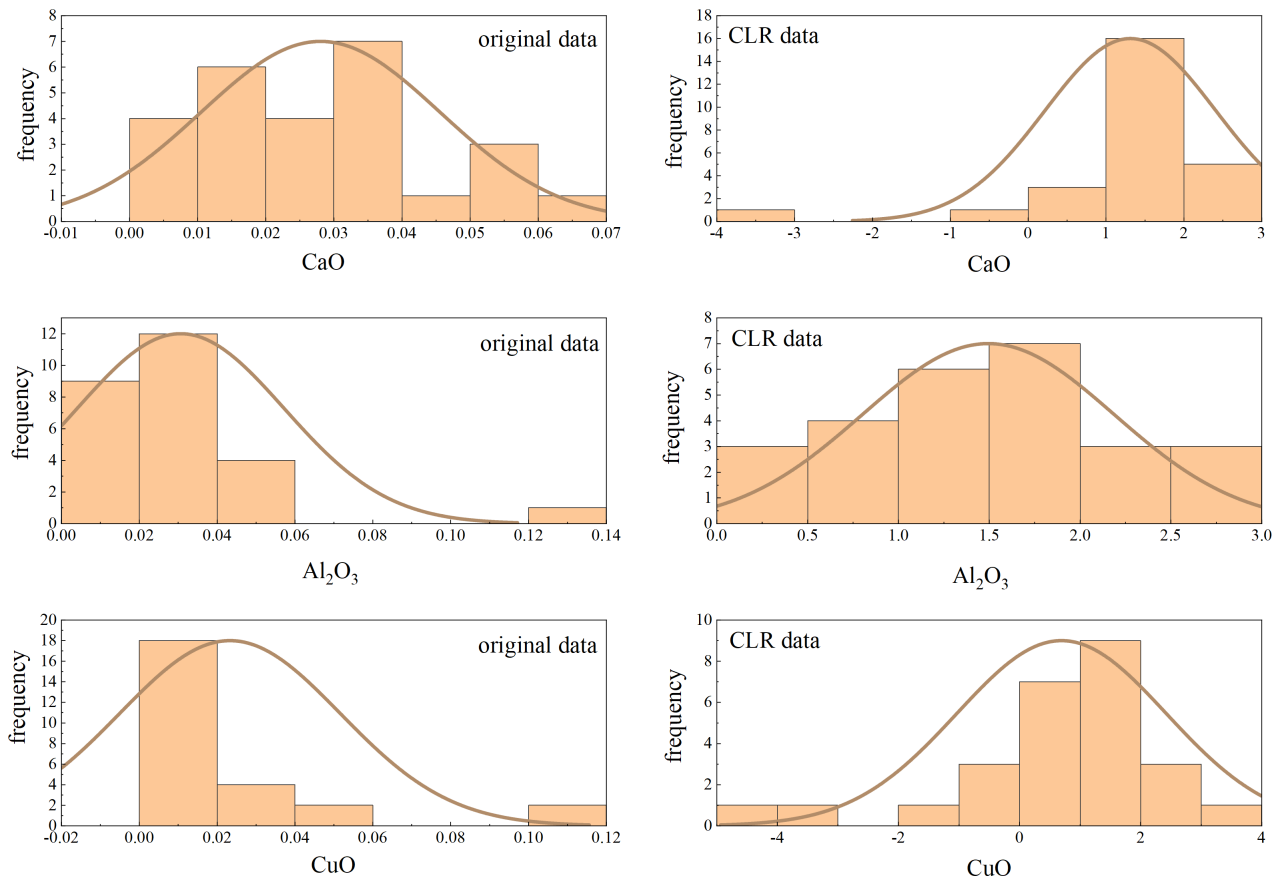 original data
frequency
8
7
6
5
4
3
2
1
0
-0.01 0.00 0.01 0.02 0.03 0.04 0.05 0.06 0.07
CaO
CLR data
frequency
18
16
14
12
10
8
6
4
2
0
-4 -3 -2 -1 0 1 2 3
CaO
original data
frequency
12
10
8
6
4
2
0
0.00 0.02 0.04 0.06 0.08 0.10 0.12 0.14
Al₂O₃
CLR data
frequency
8
7
6
5
4
3
2
1
0
0.0 0.5 1.0 1.5 2.0 2.5 3.0
Al₂O₃
original data
frequency
20
18
16
14
12
10
8
6
4
2
0
-0.02 0.00 0.02 0.04 0.06 0.08 0.10 0.12
CuO
CLR data
frequency
10
8
6
4
2
0
-4 -2 0 2 4
CuO